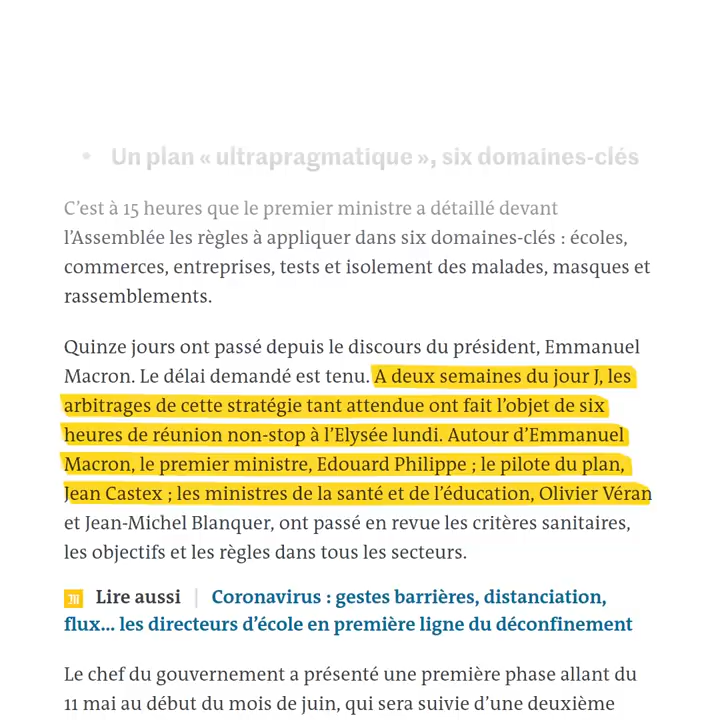 • Un plan « ultrapragmatique », six domaines-clés
C’est à 15 heures que le premier ministre a détaillé devant
l’Assemblée les règles à appliquer dans six domaines-clés : écoles,
commerces, entreprises, tests et isolement des malades, masques et
rassemblements.
Quinze jours ont passé depuis le discours du président, Emmanuel
Macron. Le délai demandé est tenu. A deux semaines du jour J, les
arbitrages de cette stratégie tant attendue ont fait l’objet de six
heures de réunion non-stop à l’Elysée lundi. Autour d’Emmanuel
Macron, le premier ministre, Edouard Philippe ; le pilote du plan,
Jean Castex ; les ministres de la santé et de l’éducation, Olivier Véran
et Jean-Michel Blanquer, ont passé en revue les critères sanitaires,
les objectifs et les règles dans tous les secteurs.
Lire aussi | Coronavirus : gestes barrières, distanciation,
flux… les directeurs d’école en première ligne du déconfinement
Le chef du gouvernement a présenté une première phase allant du
11 mai au début du mois de juin, qui sera suivie d’une deuxième